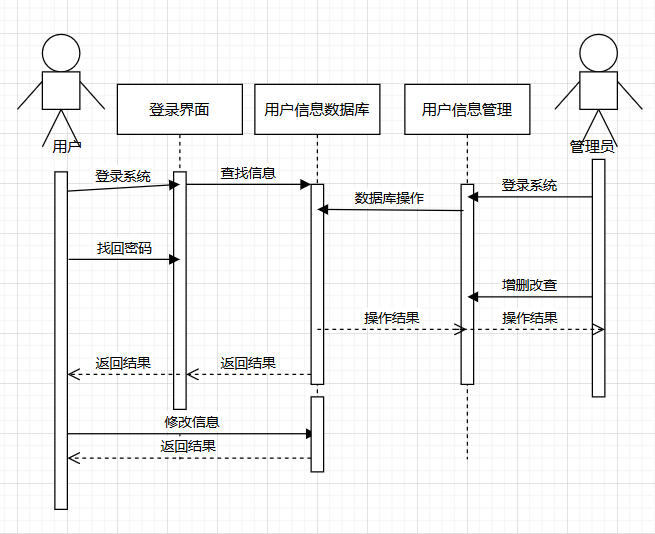 登录界面
用户信息数据库
用户信息管理
用户
管理员
登录系统
查找信息
登录系统
数据库操作
找回密码
增删改查
操作结果
操作结果
返回结果
返回结果
修改信息
返回结果